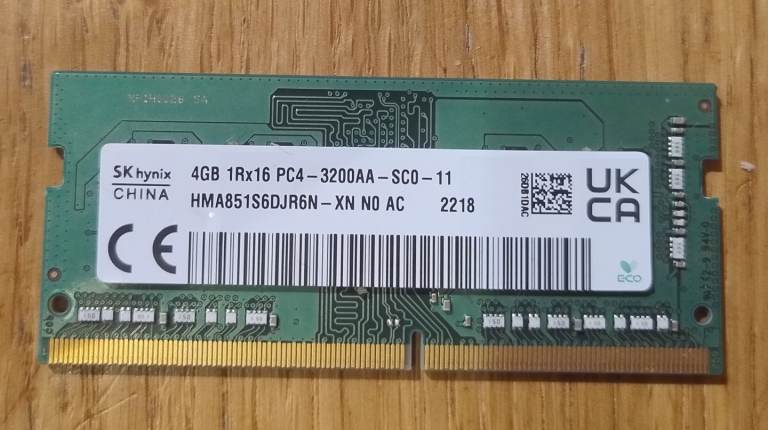 SK hynix
CHINA
4GB 1Rx16 PC4-3200AA-SC0-11
HMA851S6DJR6N-XN N0 AC 2218
UK
CA
CE
ECO